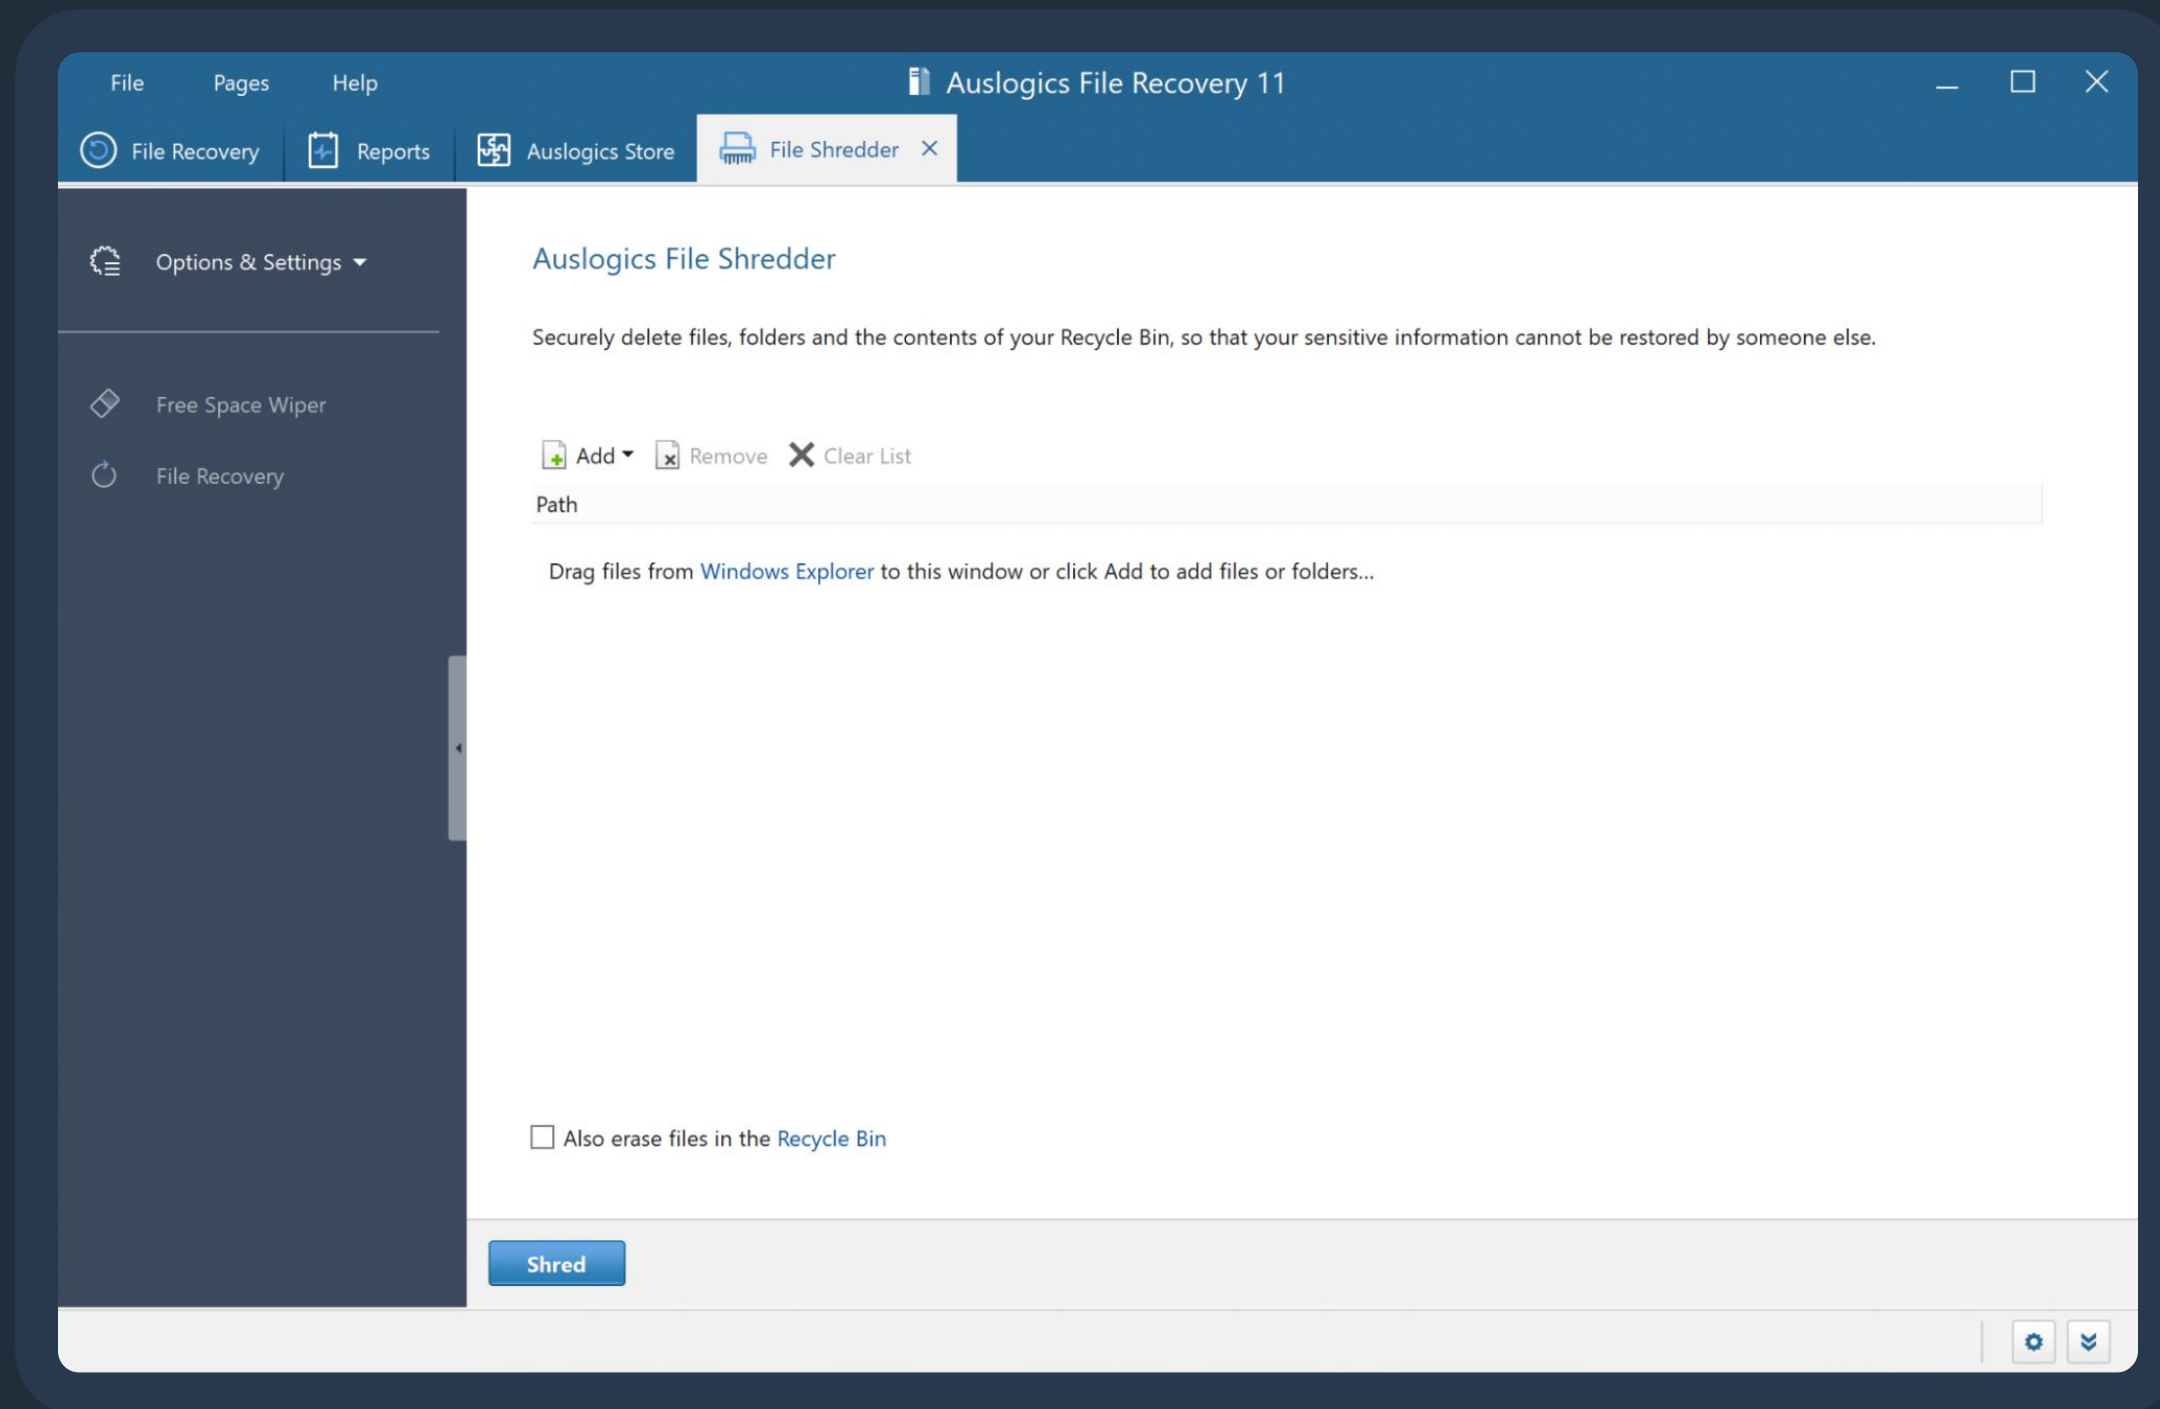 File Pages Help Auslogics File Recovery 11
File Recovery Reports Auslogics Store File Shredder
Options & Settings
Free Space Wiper
File Recovery
Auslogics File Shredder
Securely delete files, folders and the contents of your Recycle Bin, so that your sensitive information cannot be restored by someone else.
Add Remove Clear List
Path
Drag files from Windows Explorer to this window or click Add to add files or folders...
Also erase files in the Recycle Bin
Shred